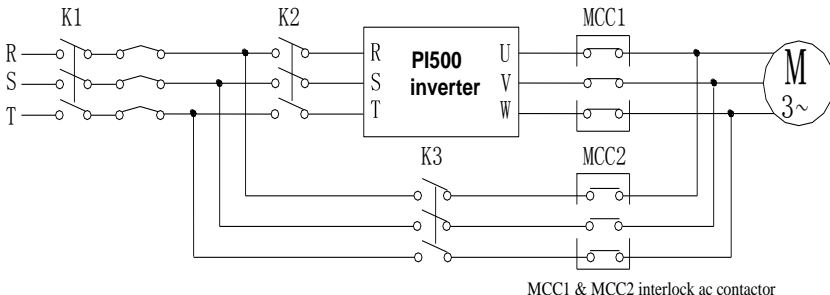 K1 K2 MCC1
R R PI500 U
S S inverter V M
T T W 3~
K3 MCC2
MCC1 & MCC2 interlock ac contactor